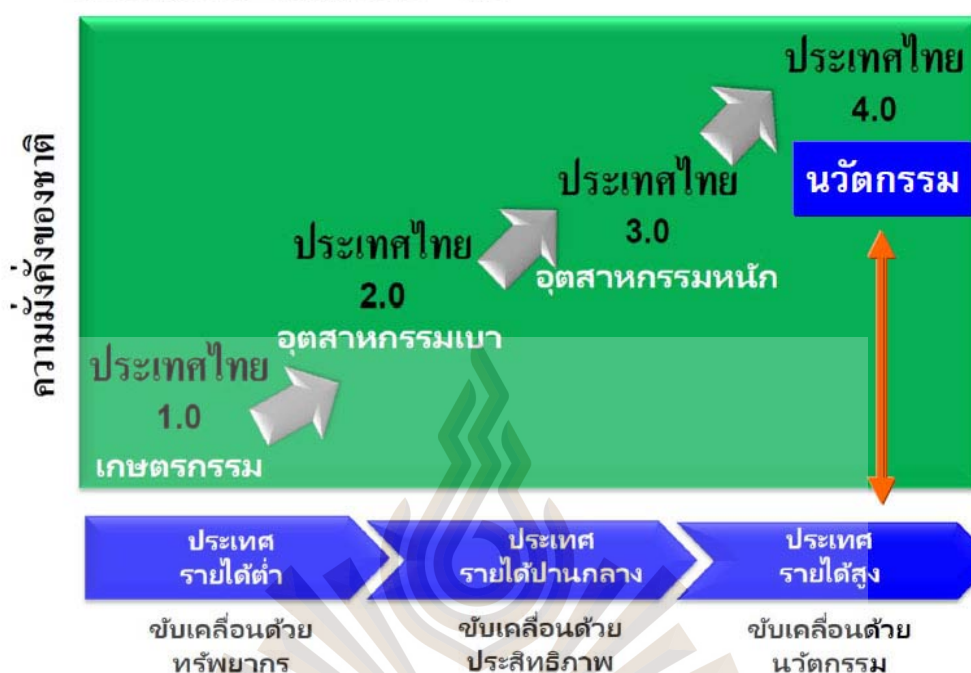 ความมั่งคั่งของชาติ
ประเทศไทย
4.0
นวัตกรรม
ประเทศไทย
3.0
อุตสาหกรรมหนัก
ประเทศไทย
2.0
อุตสาหกรรมเบา
ประเทศไทย
1.0
เกษตรกรรม
ประเทศ
รายได้ต่ำ
ประเทศ
รายได้ปานกลาง
ประเทศ
รายได้สูง
ขับเคลื่อนด้วย
ทรัพยากร
ขับเคลื่อนด้วย
ประสิทธิภาพ
ขับเคลื่อนด้วย
นวัตกรรม